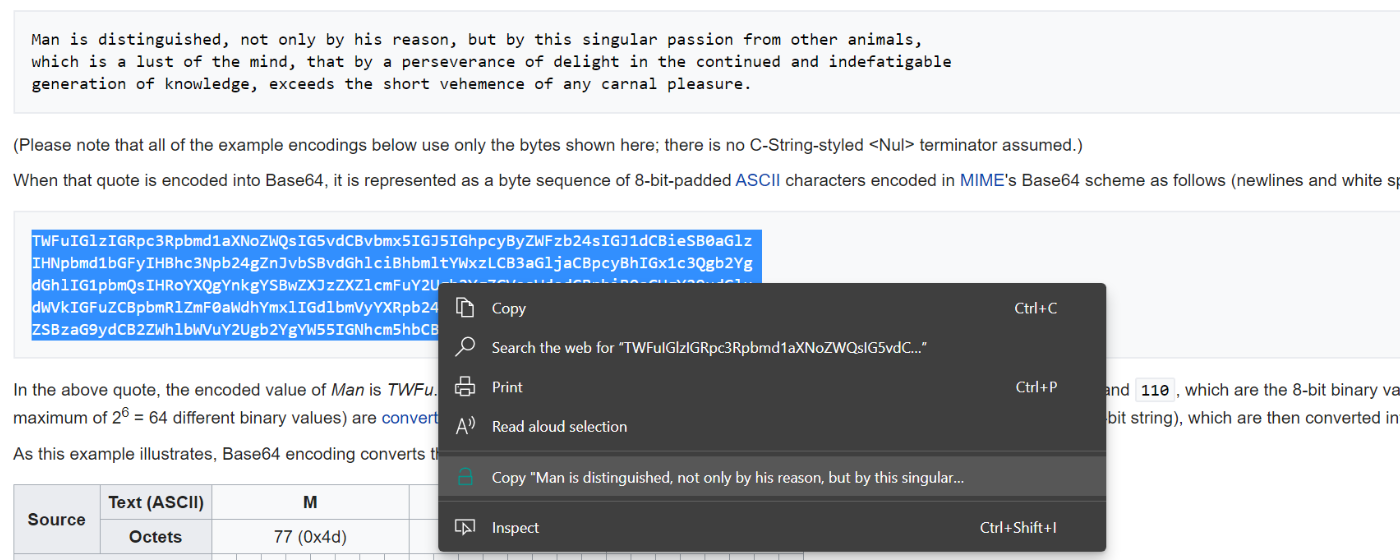 Man is distinguished, not only by his reason, but by this singular passion from other animals,
which is a lust of the mind, that by a perseverance of delight in the continued and indefatigable
generation of knowledge, exceeds the short vehemence of any carnal pleasure.
(Please note that all of the example encodings below use only the bytes shown here; there is no C-String-styled <Nul> terminator assumed.)
When that quote is encoded into Base64, it is represented as a byte sequence of 8-bit-padded ASCII characters encoded in MIME's Base64 scheme as follows (newlines and white sp
TWFuIGlzIGRpc3Rpbmd1aXNoZWQsIG5vdCBvbmx5IGJ5IGhpcyByZWFzb24sIGJ1dCBieSB0aGlz
IHNpbmd1bGFyIHBhc3Npb24gZnJvbSBvdGhlciBhbmltYWxzLCB3aGljaCBpcyBhIGx1c3Qgb2Yg
dGhlIG1pbmQsIHRoYXQgYnkgYSBwZXJzZXZlcmFuY2U
dWVkIGFuZCBpbmRlZmF0aWdhYmxlIGdlbmVyYXRpb24
ZSBzaG9ydCB2ZWhlbWVuY2Ugb2YgYW55IGNhcm5hbCB
Copy Ctrl+C
Search the web for “TWFuIGlzIGRpc3Rpbmd1aXNoZWQsIG5vdC...”
Print Ctrl+P
Read aloud selection
Copy "Man is distinguished, not only by his reason, but by this singular...
Inspect Ctrl+Shift+I
In the above quote, the encoded value of Man is TWFu. and 110 , which are the 8-bit binary va
maximum of 2⁶ = 64 different binary values) are convert -bit string), which are then converted in
As this example illustrates, Base64 encoding converts
Source Text (ASCII) M
Octets 77 (0x4d)